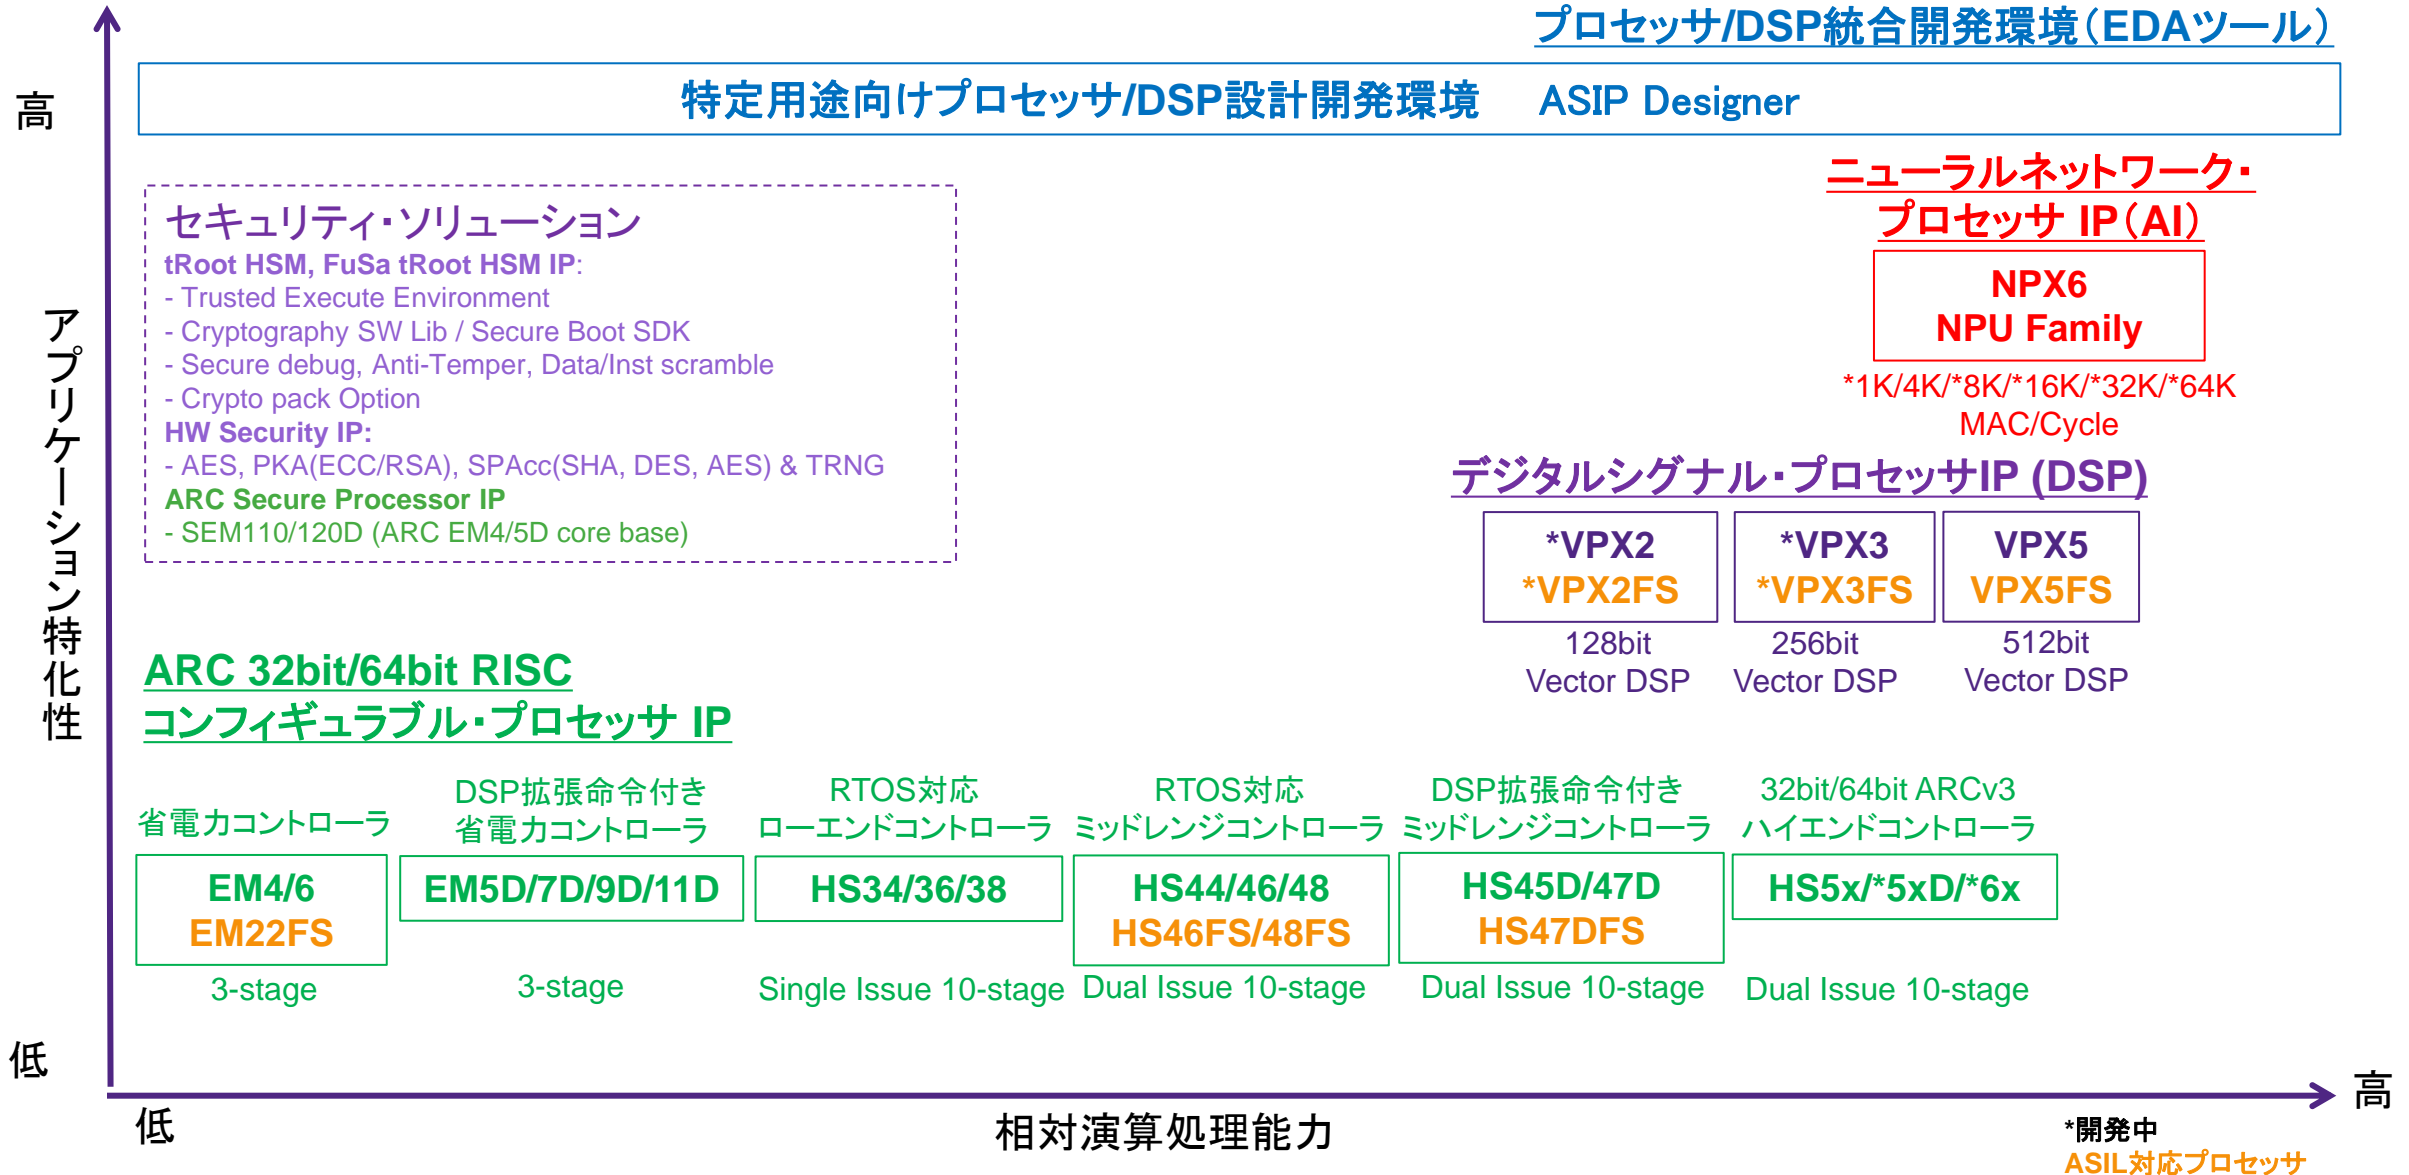 プロセッサ/DSP統合開発環境（EDAツール）
高
特定用途向けプロセッサ/DSP設計開発環境 ASIP Designer
ニューラルネットワーク・
プロセッサ IP（AI）
NPX6
NPU Family
*1K/4K/*8K/*16K/*32K/*64K
MAC/Cycle
セキュリティ・ソリューション
tRoot HSM, FuSa tRoot HSM IP:
- Trusted Execute Environment
- Cryptography SW Lib / Secure Boot SDK
- Secure debug, Anti-Temper, Data/Inst scramble
- Crypto pack Option
HW Security IP:
- AES, PKA(ECC/RSA), SPAcc(SHA, DES, AES) & TRNG
ARC Secure Processor IP
- SEM110/120D (ARC EM4/5D core base)
アプリケーション特化性
デジタルシグナル・プロセッサIP (DSP)
*VPX2
*VPX2FS
128bit
Vector DSP
*VPX3
*VPX3FS
256bit
Vector DSP
VPX5
VPX5FS
512bit
Vector DSP
ARC 32bit/64bit RISC
コンフィギュラブル・プロセッサ IP
省電力コントローラ
EM4/6
EM22FS
3-stage
DSP拡張命令付き
省電力コントローラ
EM5D/7D/9D/11D
3-stage
RTOS対応
ローエンドコントローラ
HS34/36/38
Single Issue 10-stage
RTOS対応
ミッドレンジコントローラ
HS44/46/48
HS46FS/48FS
Dual Issue 10-stage
DSP拡張命令付き
ミッドレンジコントローラ
HS45D/47D
HS47DFS
Dual Issue 10-stage
32bit/64bit ARCv3
ハイエンドコントローラ
HS5x/*5xD/*6x
Dual Issue 10-stage
低
低
相対演算処理能力
高
*開発中
ASIL対応プロセッサ